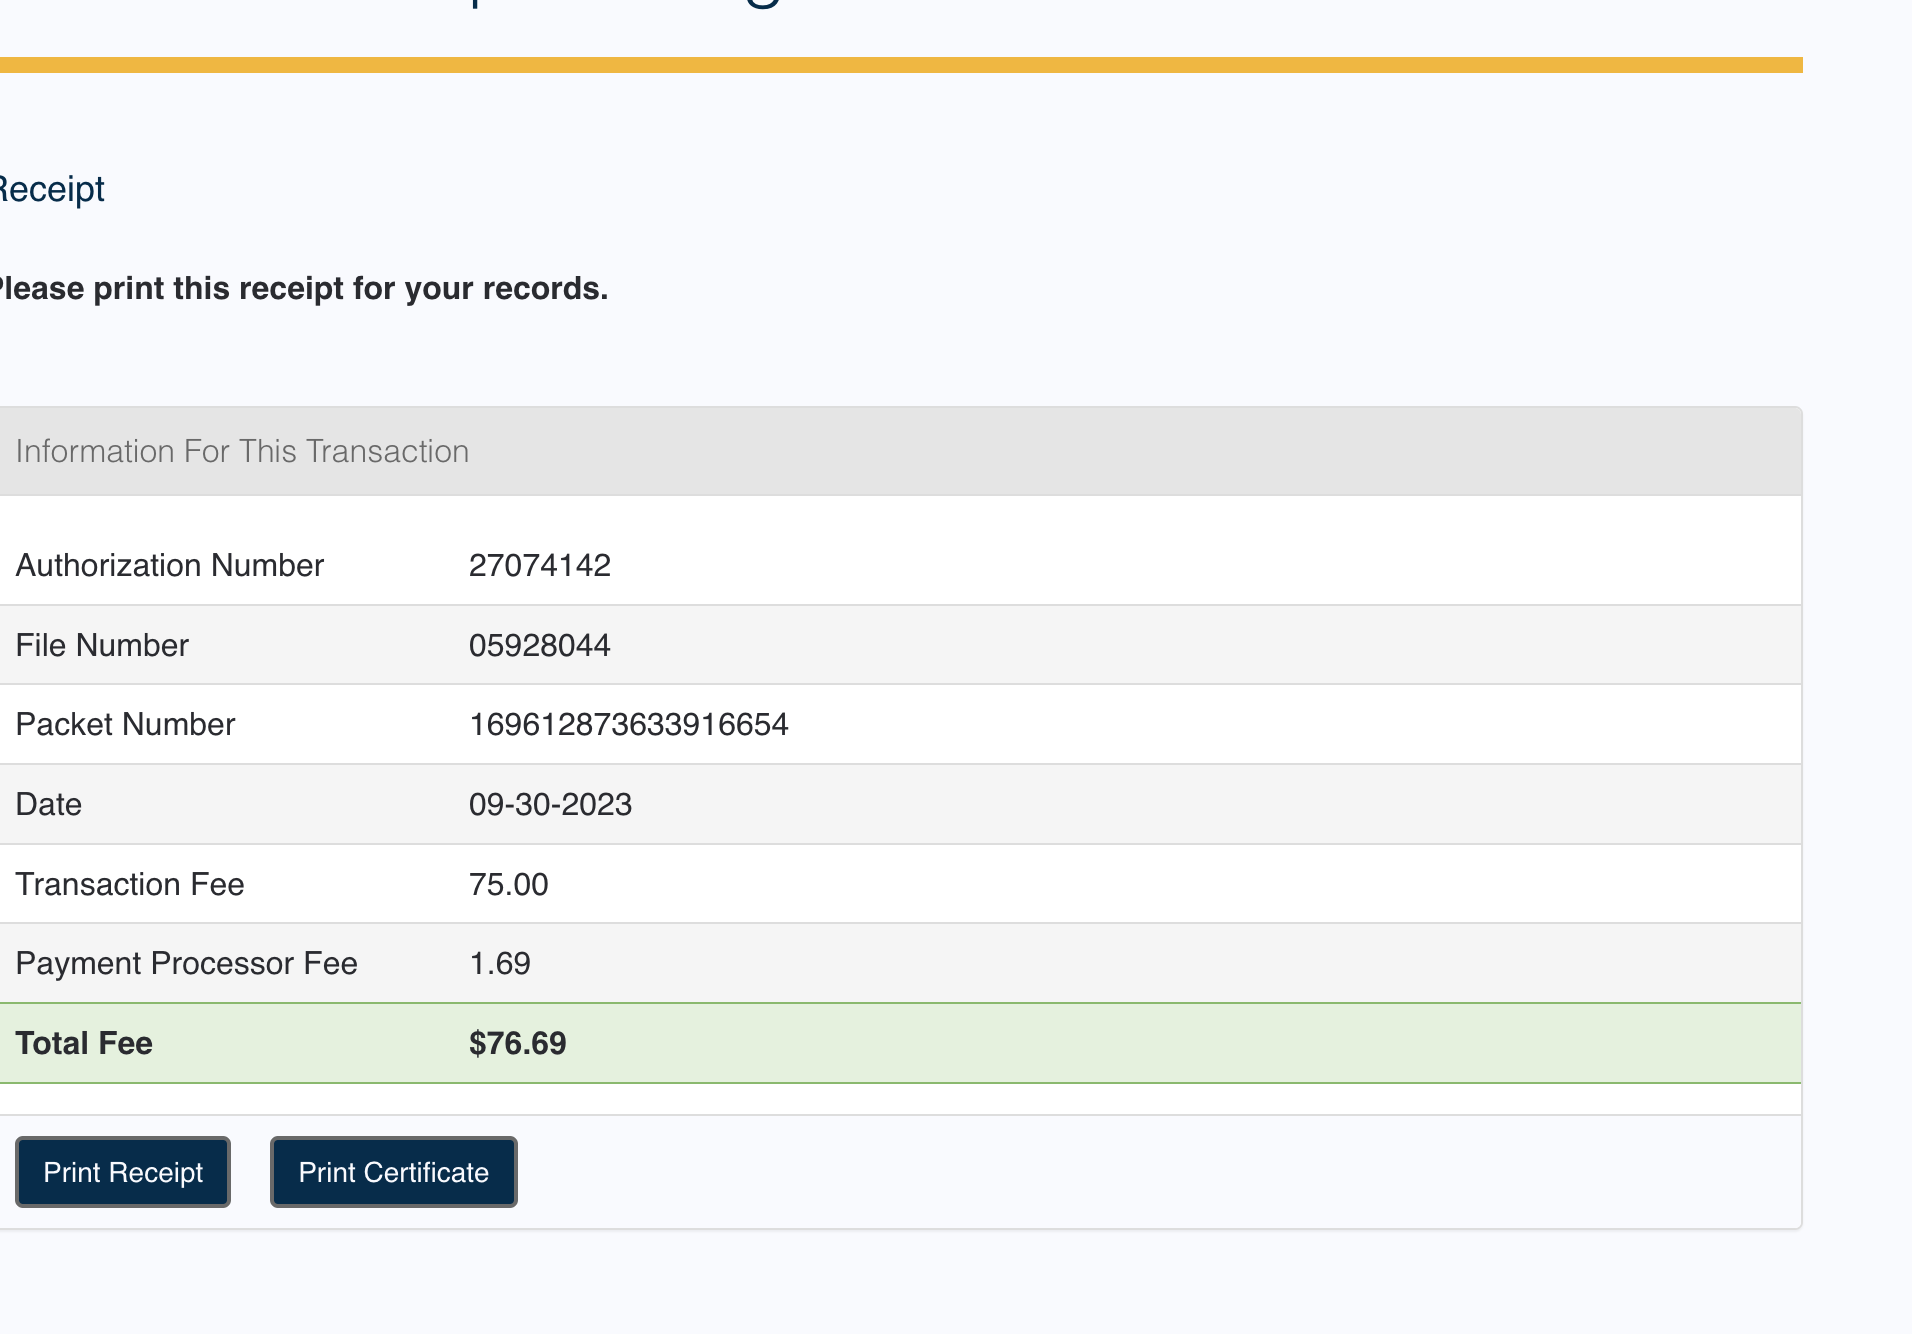 Receipt
Please print this receipt for your records.
Information For This Transaction
Authorization Number 27074142
File Number 05928044
Packet Number 169612873633916654
Date 09-30-2023
Transaction Fee 75.00
Payment Processor Fee 1.69
Total Fee $76.69
Print Receipt Print Certificate